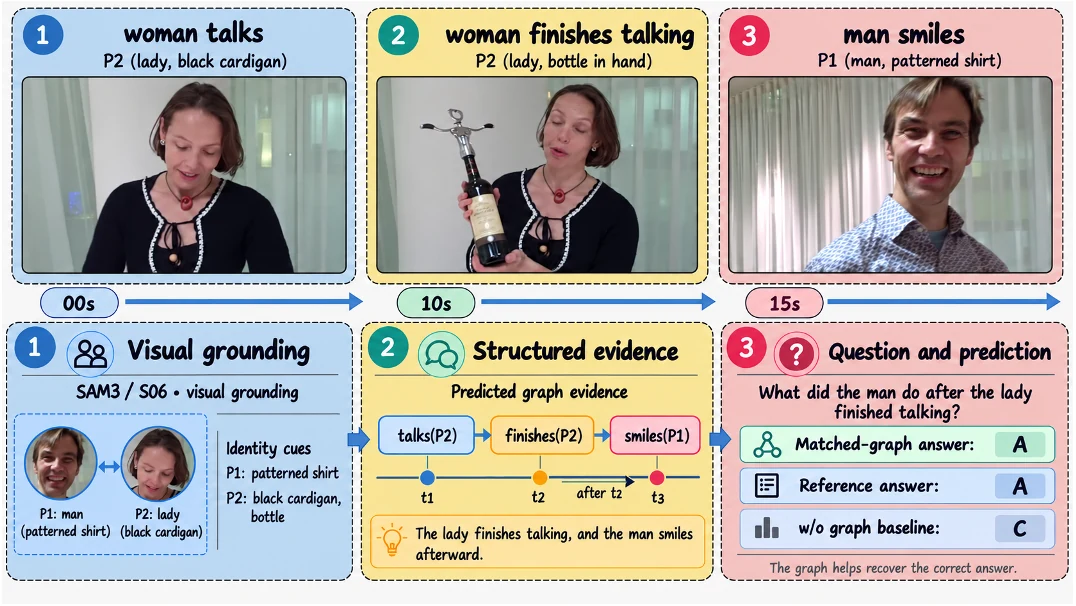 1
woman talks
P2 (lady, black cardigan)
2
woman finishes talking
P2 (lady, bottle in hand)
3
man smiles
P1 (man, patterned shirt)
00s
10s
15s
1
Visual grounding
SAM3 / S06 • visual grounding
P1: man
(patterned shirt)
P2: lady
(black cardigan)
Identity cues
P1: patterned shirt
P2: black cardigan,
bottle
2
Structured evidence
Predicted graph evidence
talks(P2)
finishes(P2)
smiles(P1)
t1
t2
after t2
t3
The lady finishes talking, and the man smiles
afterward.
3
?
Question and prediction
What did the man do after the lady
finished talking?
Matched-graph answer: A
Reference answer: A
w/o graph baseline: C
The graph helps recover the correct answer.